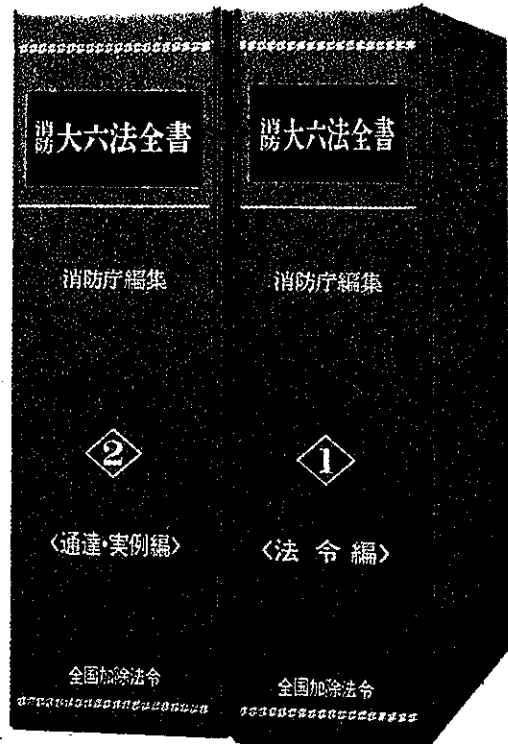 消防大六法全書
消防庁編集
2
〈通達・実例編〉
全国加除法令
消防大六法全書
消防庁編集
1
〈法令編〉
全国加除法令